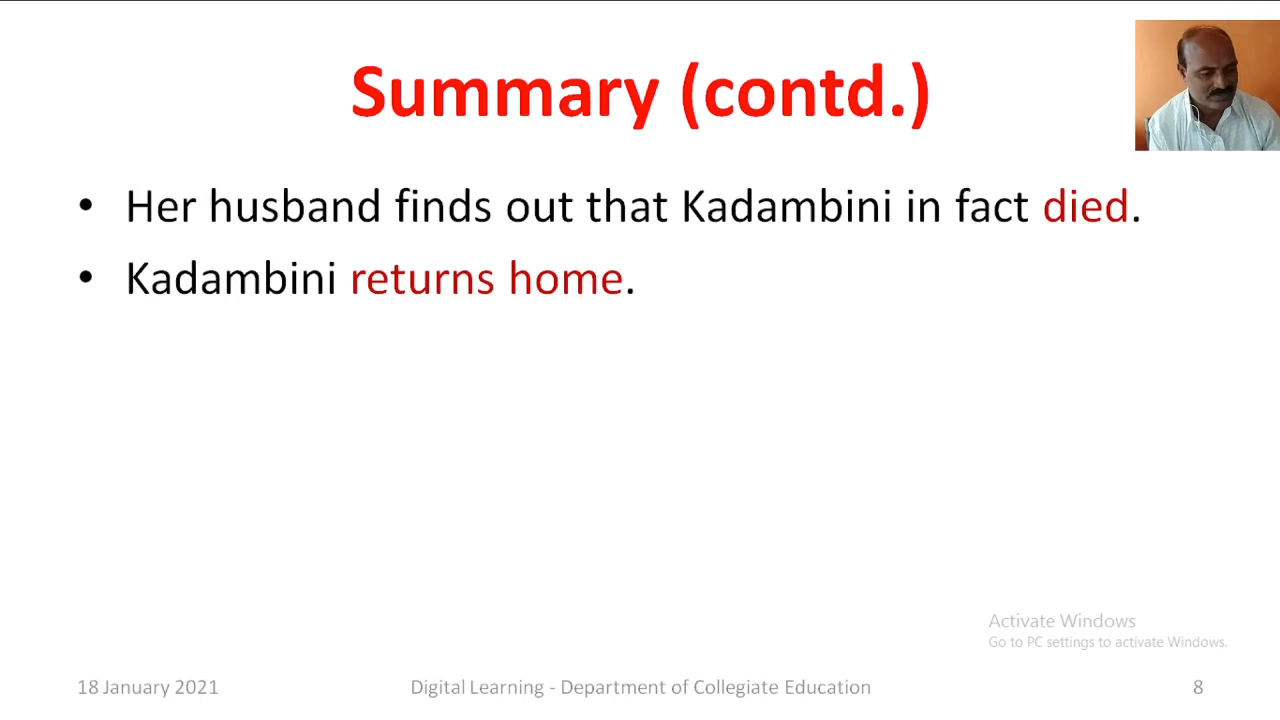 Summary (contd.)
• Her husband finds out that Kadambini in fact died.
• Kadambini returns home.
Activate Windows
Go to PC settings to activate Windows.
18 January 2021
Digital Learning - Department of Collegiate Education
8